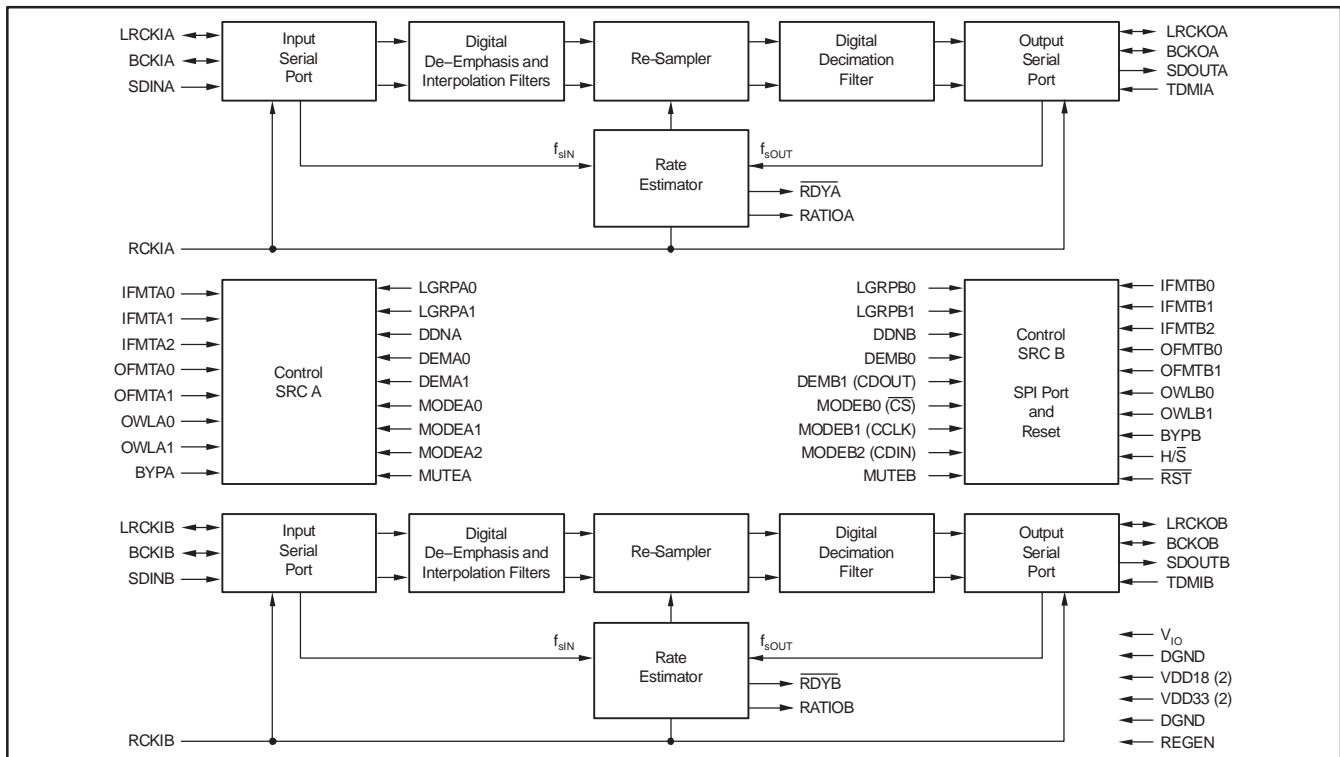 LRCKIA
BCKIA
SDINA
Input
Serial
Port
Digital
De–Emphasis and
Interpolation Filters
Re–Sampler
Digital
Decimation
Filter
Output
Serial
Port
LRCKOA
BCKOA
SDOUTA
TDMIA
fsIN
Rate
Estimator
fsOUT
RDYA
RATIOA
RCKIA
IFMTA0
IFMTA1
IFMTA2
OFMTA0
OFMTA1
OWLA0
OWLA1
BYPA
Control
SRC A
LGRPA0
LGRPA1
DDNA
DEMA0
DEMA1
MODEA0
MODEA1
MODEA2
MUTEA
LGRPB0
LGRPB1
DDNB
DEMB0
DEMB1 (CDOUT)
MODEB0 (CS)
MODEB1 (CCLK)
MODEB2 (CDIN)
MUTEB
Control
SRC B
SPI Port
and
Reset
IFMTB0
IFMTB1
IFMTB2
OFMTB0
OFMTB1
OWLB0
OWLB1
BYPB
H/S
RST
LRCKIB
BCKIB
SDINB
Input
Serial
Port
Digital
De–Emphasis and
Interpolation Filters
Re–Sampler
Digital
Decimation
Filter
Output
Serial
Port
LRCKOB
BCKOB
SDOUTB
TDMIB
fsIN
Rate
Estimator
fsOUT
RDYB
RATIOB
RCKIB
VIO
DGND
VDD18 (2)
VDD33 (2)
DGND
REGEN